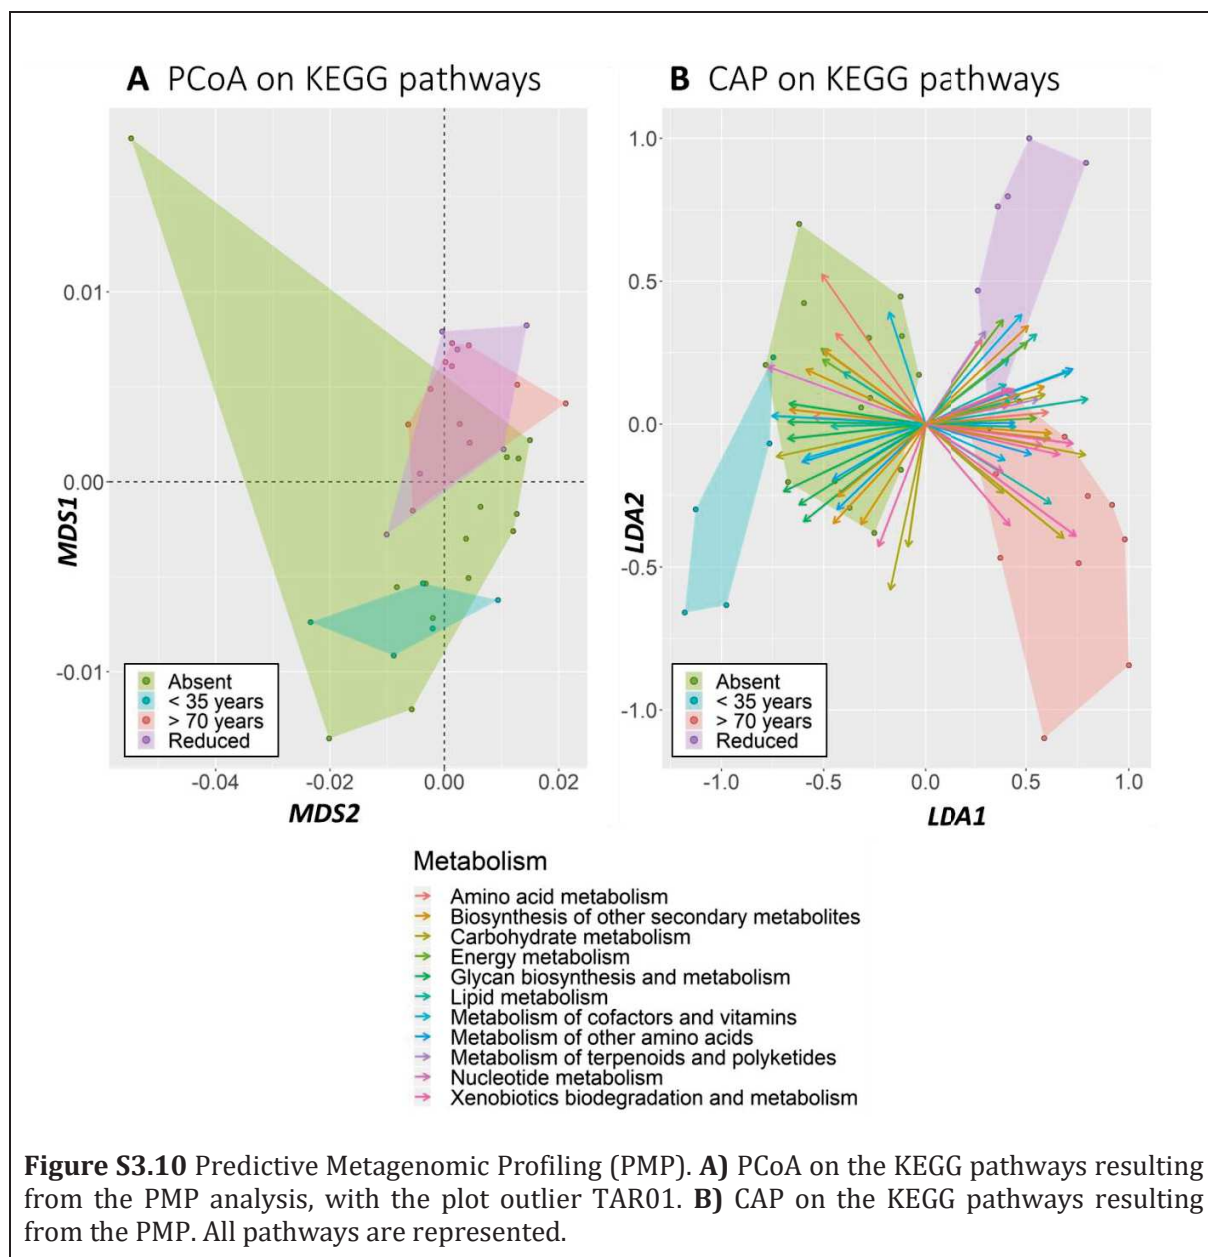 A PCoA on KEGG pathways
0.01
0.00
-0.01
MDS1
-0.04
-0.02
0.00
0.02
MDS2
Absent
< 35 years
> 70 years
Reduced
B CAP on KEGG pathways
1.0
0.5
0.0
-0.5
-1.0
LDA2
-1.0
-0.5
0.0
0.5
1.0
LDA1
Absent
< 35 years
> 70 years
Reduced
Metabolism
Amino acid metabolism
Biosynthesis of other secondary metabolites
Carbohydrate metabolism
Energy metabolism
Glycan biosynthesis and metabolism
Lipid metabolism
Metabolism of cofactors and vitamins
Metabolism of other amino acids
Metabolism of terpenoids and polyketides
Nucleotide metabolism
Xenobiotics biodegradation and metabolism
Figure S3.10 Predictive Metagenomic Profiling (PMP). A) PCoA on the KEGG pathways resulting
from the PMP analysis, with the plot outlier TAR01. B) CAP on the KEGG pathways resulting
from the PMP. All pathways are represented.